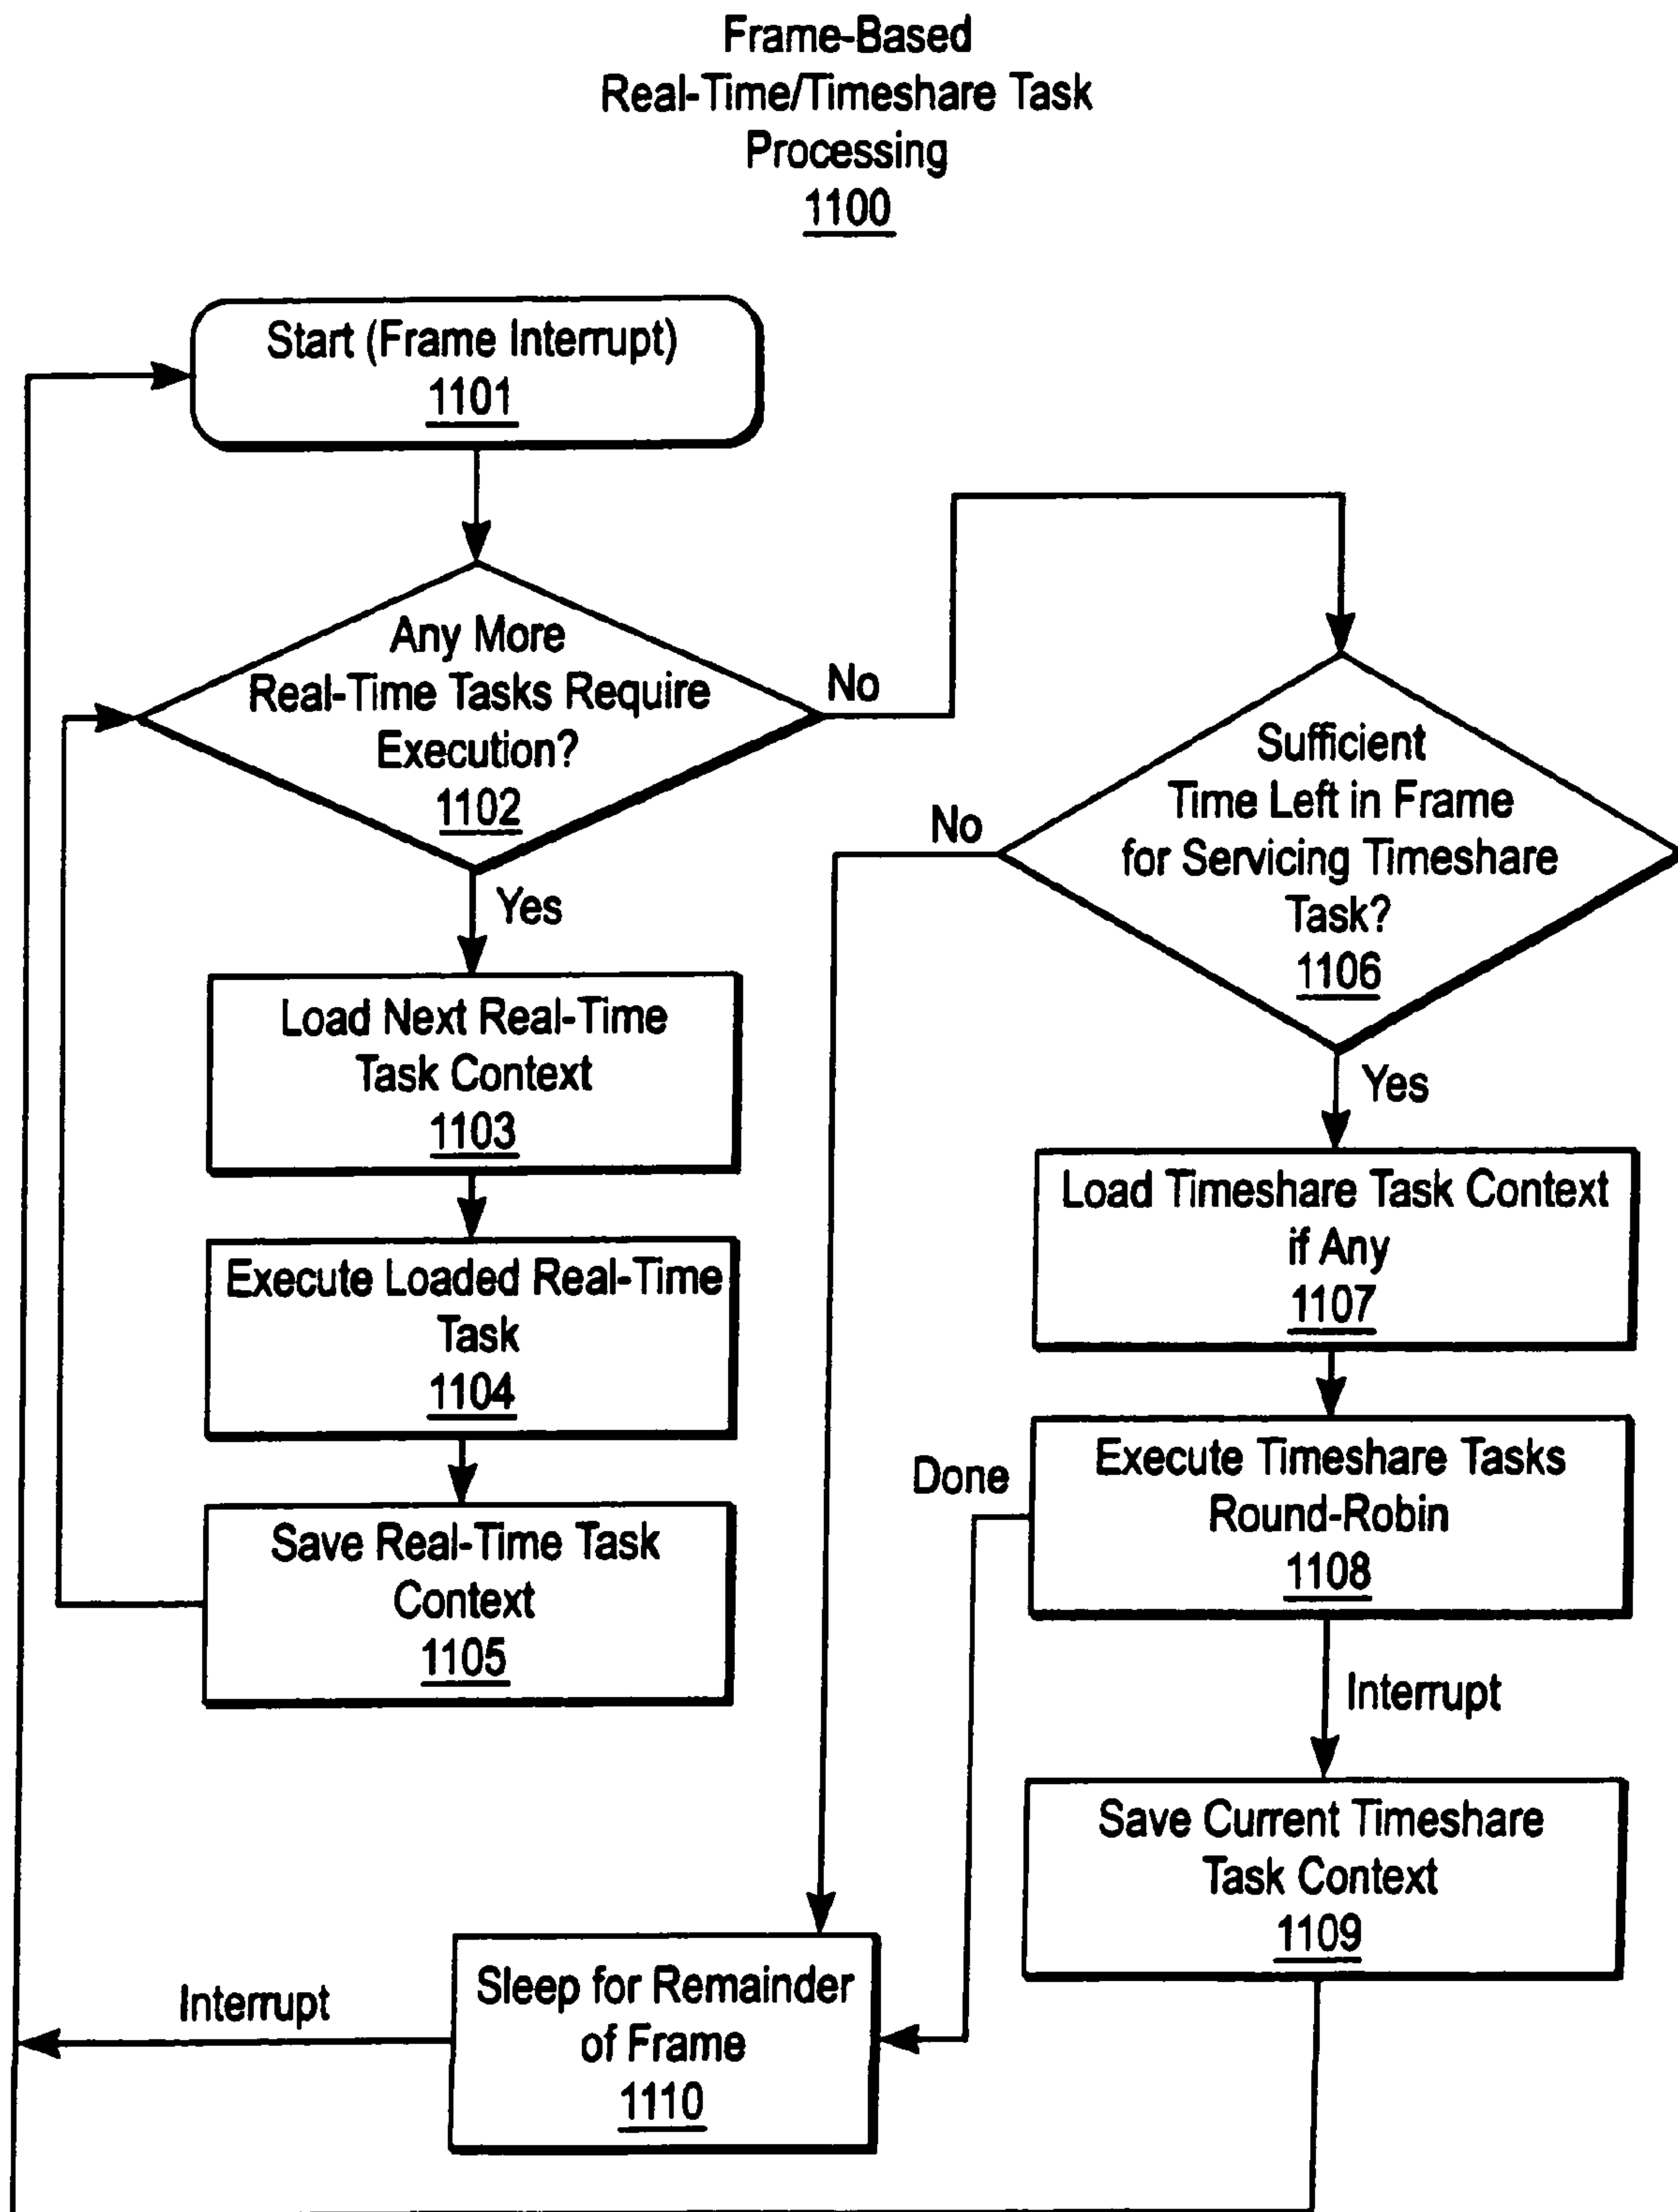 Frame-Based
Real-Time/Timeshare Task
Processing
1100
Start (Frame Interrupt)
1101
Any More
Real-Time Tasks Require
Execution?
1102
No
Yes
Load Next Real-Time
Task Context
1103
Execute Loaded Real-Time
Task
1104
Save Real-Time Task
Context
1105
Sufficient
Time Left in Frame
for Servicing Timeshare
Task?
1106
No
Yes
Load Timeshare Task Context
if Any
1107
Execute Timeshare Tasks
Round-Robin
1108
Done
Interrupt
Save Current Timeshare
Task Context
1109
Sleep for Remainder
of Frame
1110
Interrupt